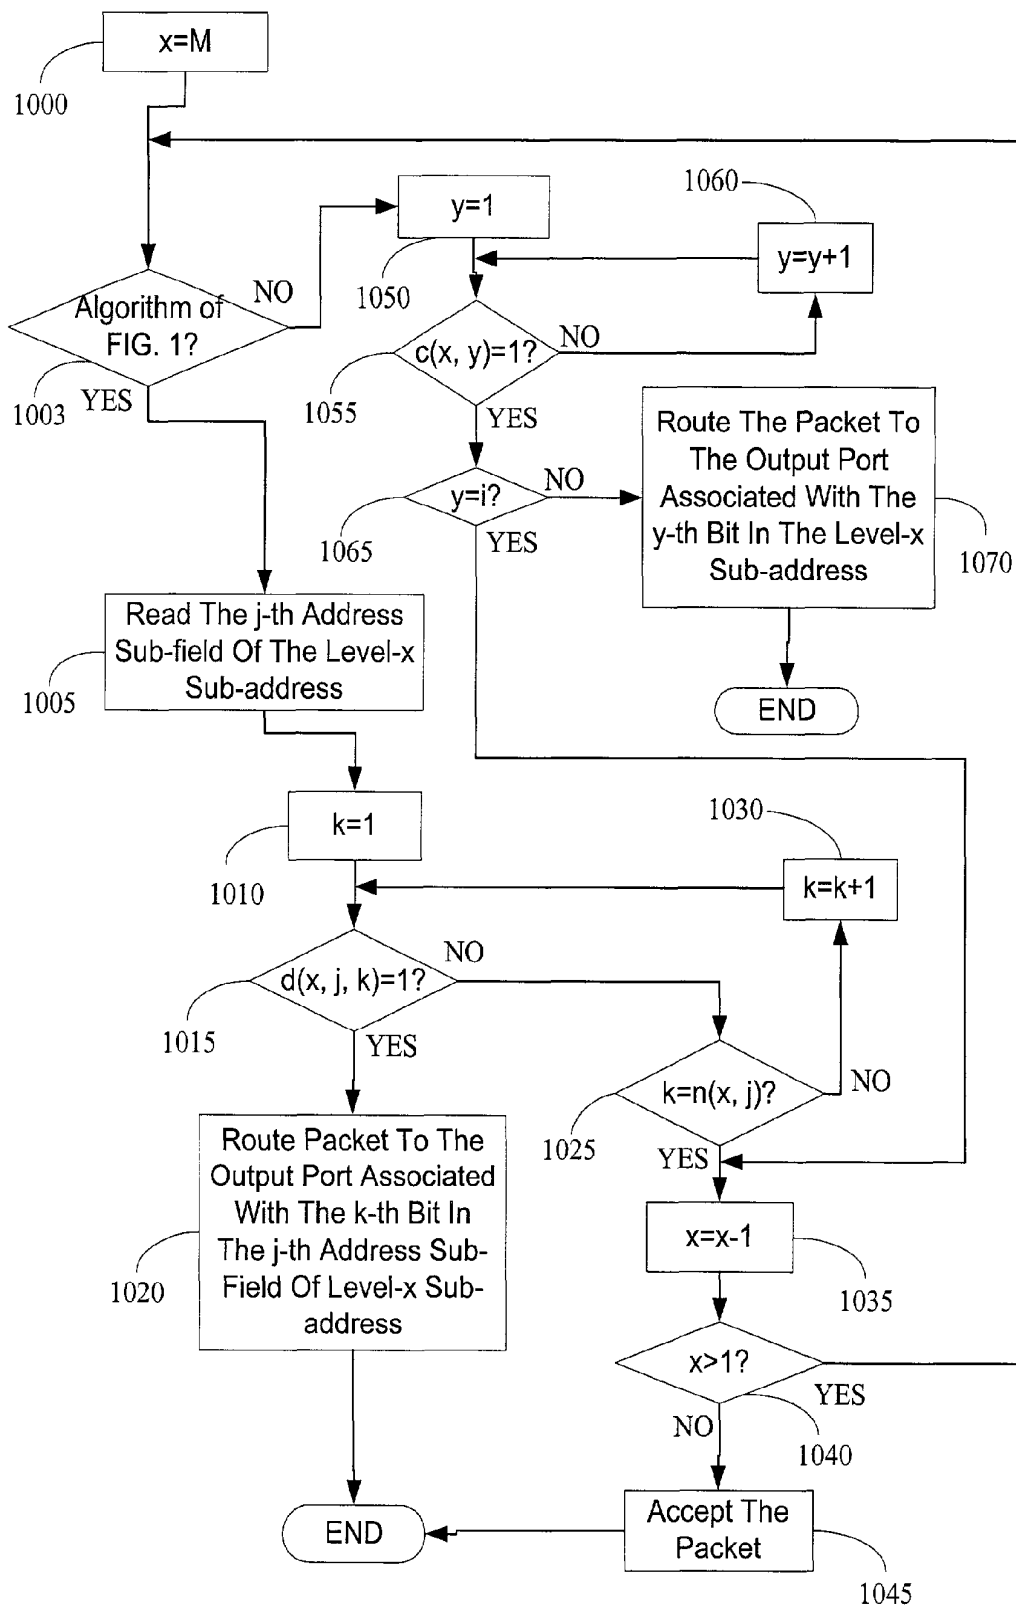 x=M
1000
1060
y=1
y=y+1
1050
Algorithm of
FIG. 1?
NO
1003
YES
c(x, y)=1?
NO
1055
YES
Route The Packet To
The Output Port
Associated With The
y-th Bit In The Level-x
Sub-address
1070
y=i?
NO
1065
YES
END
Read The j-th Address
Sub-field Of The Level-x
Sub-address
1005
k=1
1010
1030
k=k+1
d(x, j, k)=1?
NO
1015
YES
k=n(x, j)?
NO
1025
YES
Route Packet To The
Output Port Associated
With The k-th Bit In
The j-th Address Sub-
Field Of Level-x Sub-
address
1020
x=x-1
1035
x>1?
YES
NO
1040
Accept The
Packet
1045
END